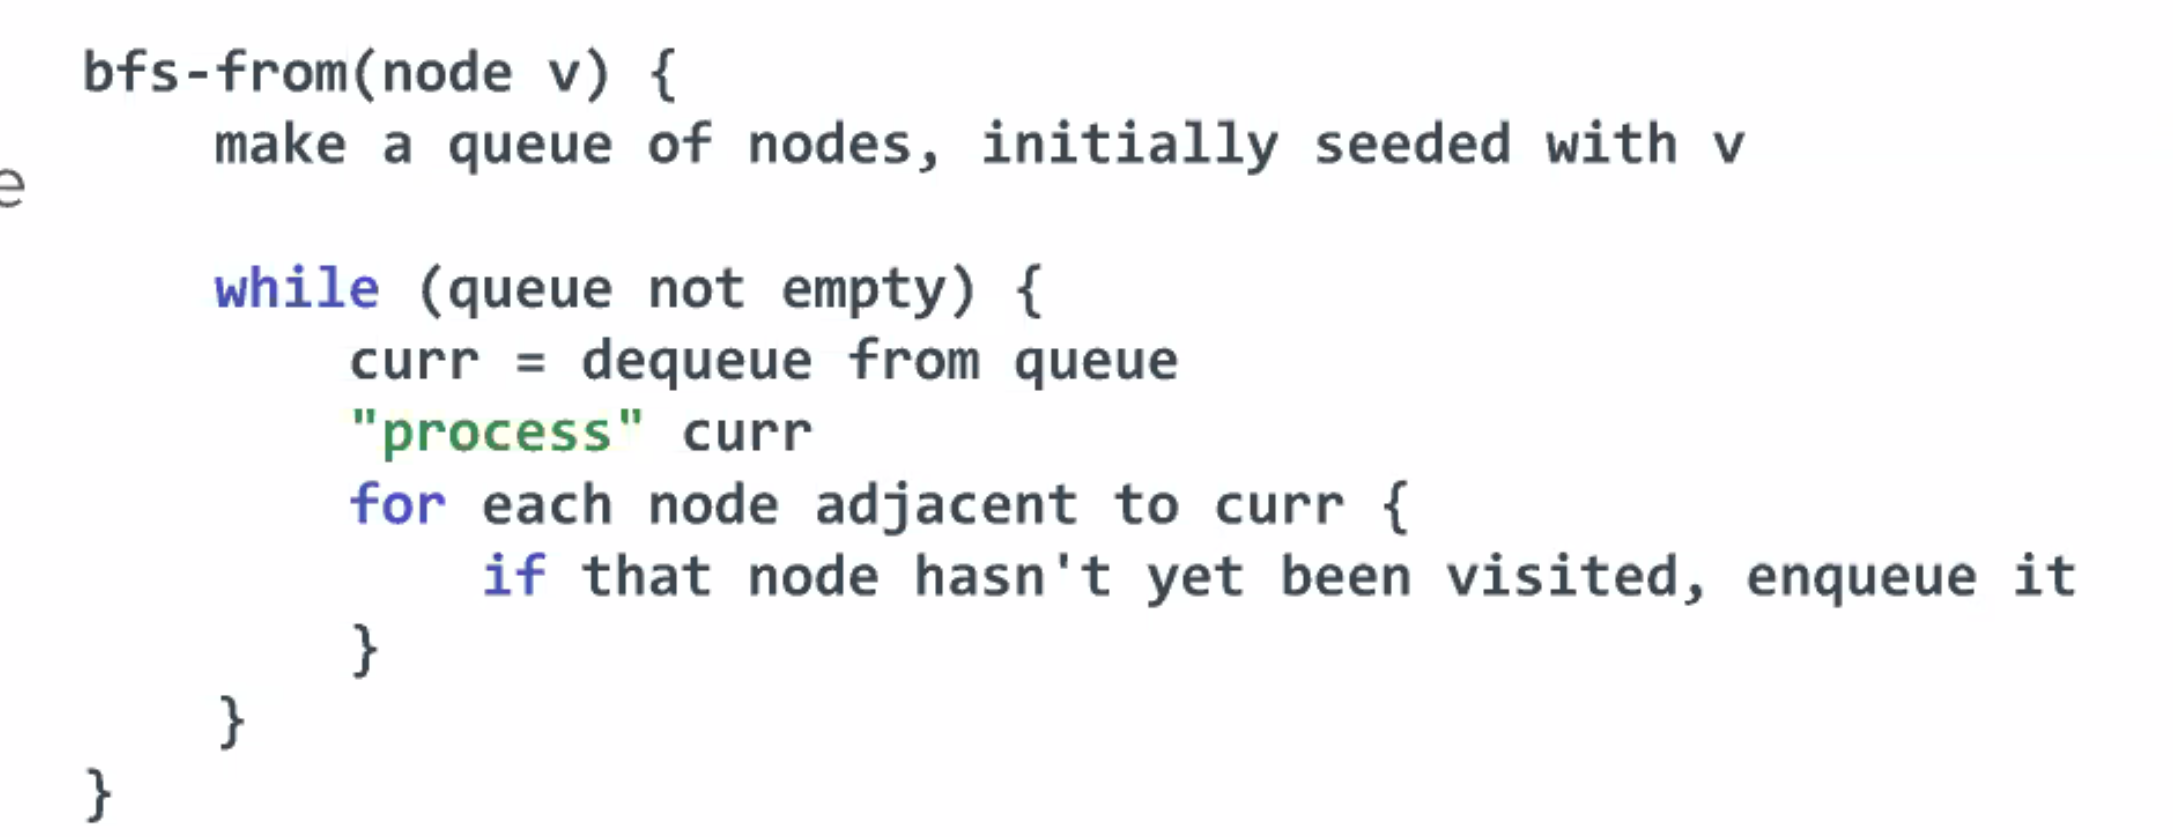 bfs-from(node v) {
make a queue of nodes, initially seeded with v
e
while (queue not empty) {
curr = dequeue from queue
"process" curr
for each node adjacent to curr {
if that node hasn't yet been visited, enqueue it
}
}
}